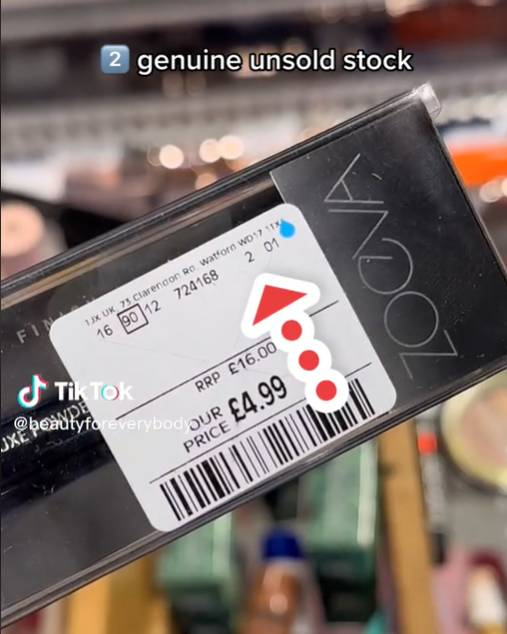 2 genuine unsold stock
ZOEVA
TJX UK, 73 Clarendon Rd, Watford WD17 1TX
16 90 12 724168 2 01
RRP £16.00
OUR
PRICE £4.99
TikTok
@beautyforeverybody